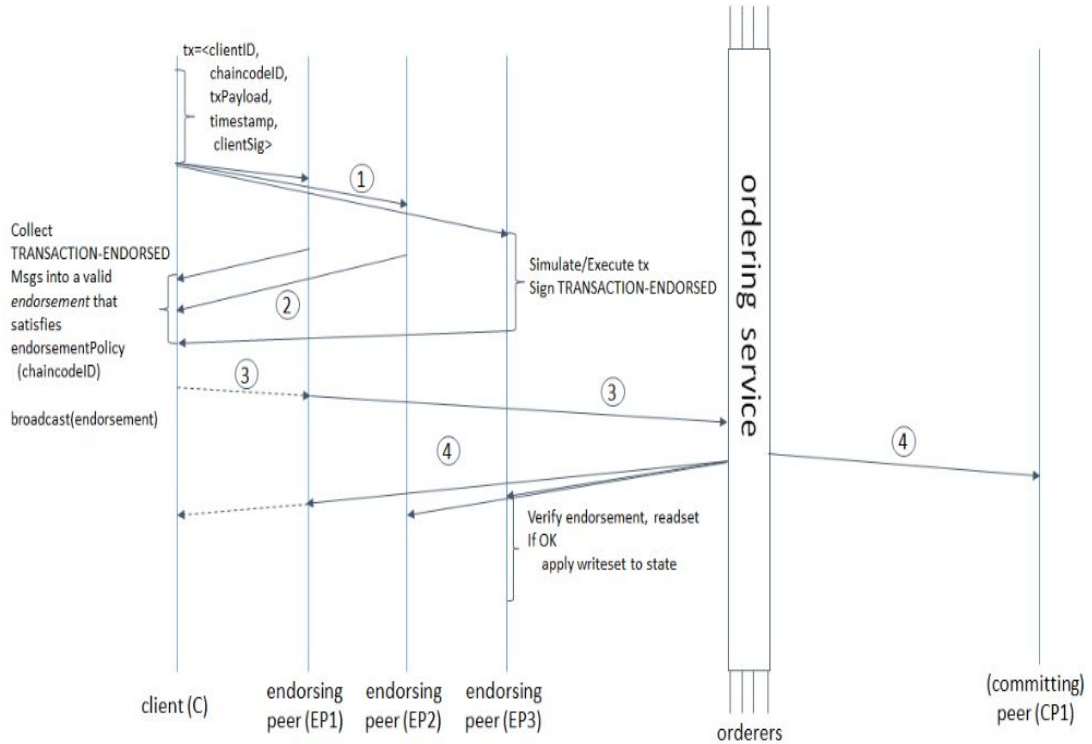 tx=<clientID,
chaincodeID,
txPayload,
timestamp,
clientSig>
1
Collect
TRANSACTION-ENDORSED
Msgs into a valid
endorsement that
satisfies
endorsementPolicy
(chaincodeID)
2
Simulate/Execute tx
Sign TRANSACTION-ENDORSED
ordering service
3
3
broadcast(endorsement)
4
4
Verify endorsement, readset
If OK
apply writeset to state
client (C)
endorsing
peer (EP1)
endorsing
peer (EP2)
endorsing
peer (EP3)
orderers
(committing)
peer (CP1)